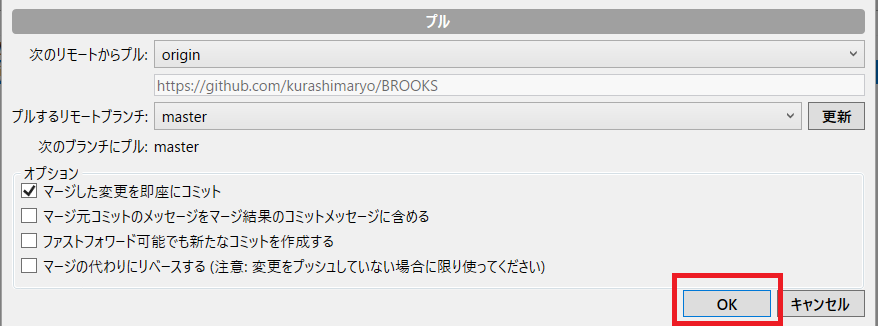 プル
次のリモートからプル: origin
https://github.com/kurashimaryo/BROOKS
プルするリモートブランチ: master 更新
次のブランチにプル: master
オプション
マージした変更を即座にコミット
マージ元コミットのメッセージをマージ結果のコミットメッセージに含める
ファストフォワード可能でも新たなコミットを作成する
マージの代わりにリベースする (注意: 変更をプッシュしていない場合に限り使ってください)
OK キャンセル